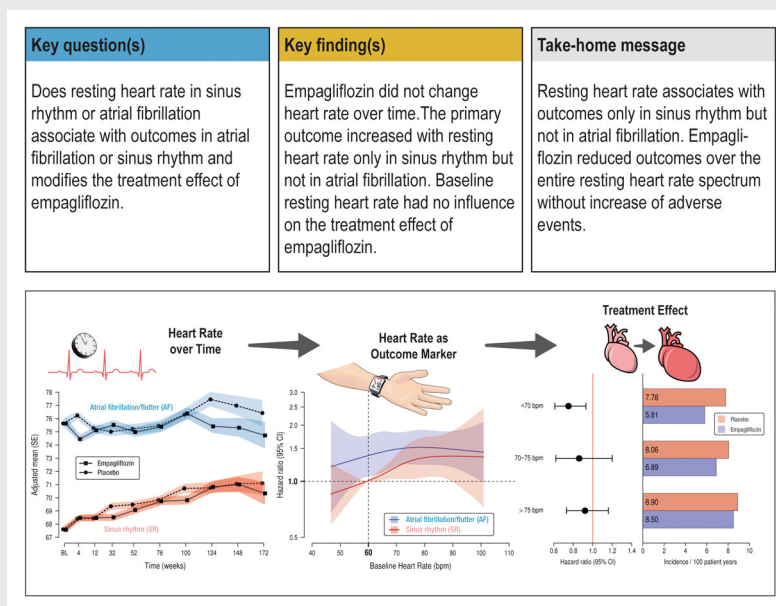 Key question(s)
Does resting heart rate in sinus
rhythm or atrial fibrillation
associate with outcomes in atrial
fibrillation or sinus rhythm and
modifies the treatment effect of
empagliflozin.
Key finding(s)
Empagliflozin did not change
heart rate over time.The primary
outcome increased with resting
heart rate only in sinus rhythm but
not in atrial fibrillation. Baseline
resting heart rate had no influence
on the treatment effect of
empagliflozin.
Take-home message
Resting heart rate associates with
outcomes only in sinus rhythm but
not in atrial fibrillation. Empagli-
flozin reduced outcomes over the
entire resting heart rate spectrum
without increase of adverse
events.
Heart Rate
over Time
Adjusted mean (SE)
78
77
76
75
74
73
72
71
70
69
68
67
Atrial fibrillation/flutter (AF)
Empagliflozin
Placebo
Sinus rhythm (SR)
BL 4 12 32 52 76 100 124 148 172
Time (weeks)
Heart Rate as
Outcome Marker
Hazard ratio (95% CI)
3.0
2.5
2.0
1.5
1.0
0.5
Atrial fibrillation/flutter (AF)
Sinus rhythm (SR)
40 50 60 70 80 90 100 110
Baseline Heart Rate (bpm)
Treatment Effect
<70 bpm
70–75 bpm
> 75 bpm
0.6 0.8 1.0 1.2 1.4
Hazard ratio (95% CI)
7.78
5.81
8.06
6.89
8.90
8.50
Placebo
Empagliflozin
0 2 4 6 8 10
Incidence / 100 patient years